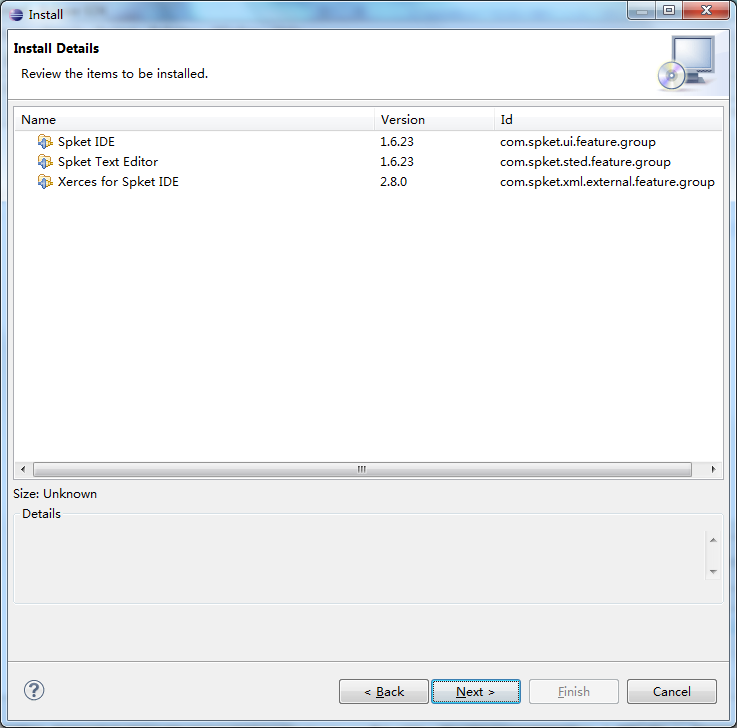 Install
Install Details
Review the items to be installed.
Name Version Id
Spket IDE 1.6.23 com.spket.ui.feature.group
Spket Text Editor 1.6.23 com.spket.sted.feature.group
Xerces for Spket IDE 2.8.0 com.spket.xml.external.feature.group
Size: Unknown
Details
< Back Next > Finish Cancel